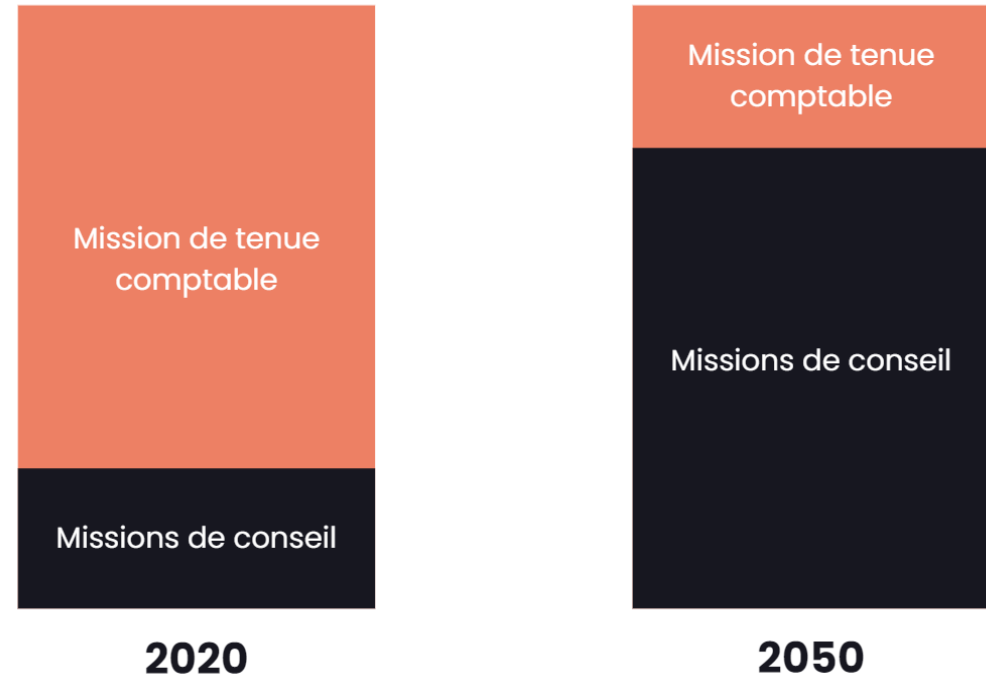 Mission de tenue
comptable
Missions de conseil
2020
Mission de tenue
comptable
Missions de conseil
2050